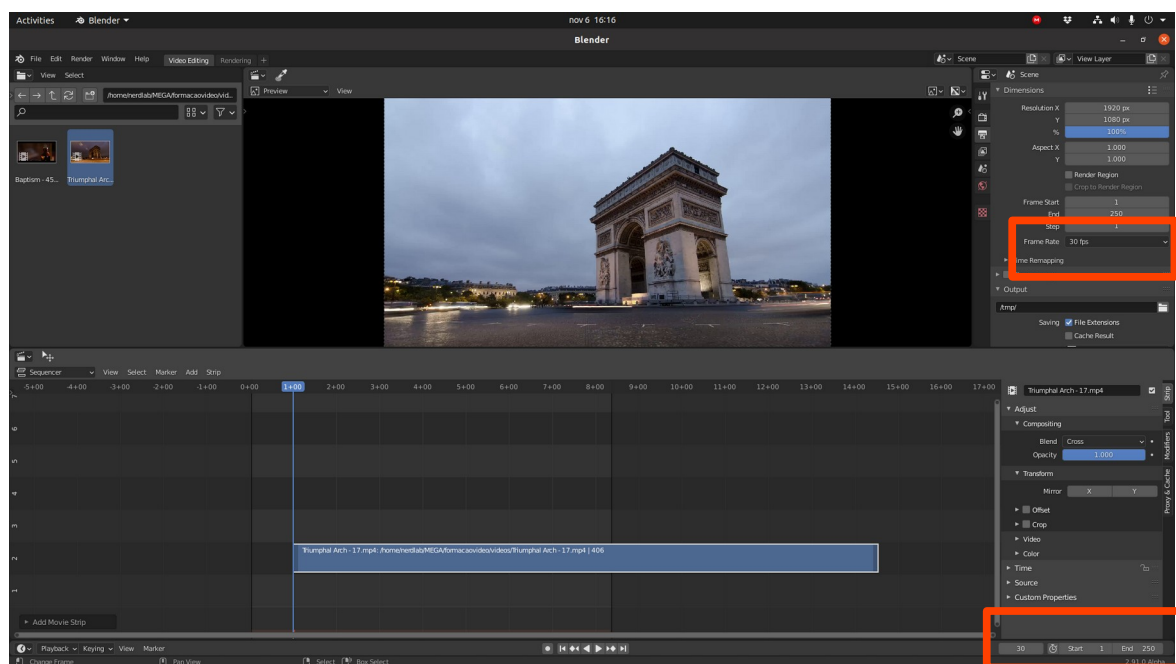 Activities Blender nov 6 16:16
Blender
File Edit Render Window Help Video Editing Rendering + Scene View Layer
View Select
/home/nerdlab/MEGA/formacaovideo/vid...
Preview View
Baptism - 45... Triumphal Arc...
Scene
Dimensions
Resolution X 1920 px
Y 1080 px
% 100%
Aspect X 1.000
Y 1.000
Render Region
Crop to Render Region
Frame Start 1
End 250
Step 1
Frame Rate 30 fps
Time Remapping
Output
/tmp/
Saving File Extensions
Cache Result
Sequencer View Select Marker Add Strip
-5+00 -4+00 -3+00 -2+00 -1+00 0+00 1+00 2+00 3+00 4+00 5+00 6+00 7+00 8+00 9+00 10+00 11+00 12+00 13+00 14+00 15+00 16+00 17+00
7
6
5
4
3
2
1
Triumphal Arch - 17.mp4: /home/nerdlab/MEGA/formacaovideo/videos/Triumphal Arch - 17.mp4 | 406
Add Movie Strip
Triumphal Arch - 17.mp4
Adjust
Compositing
Blend Cross
Opacity 1.000
Transform
Mirror X Y
Offset
Crop
Video
Color
Time
Source
Custom Properties
Strip
Tool
Modifiers
Proxy & Cache
Playback Keying View Marker 30 Start 1 End 250
Change Frame Pan View Select Box Select 2.91.0 Alpha